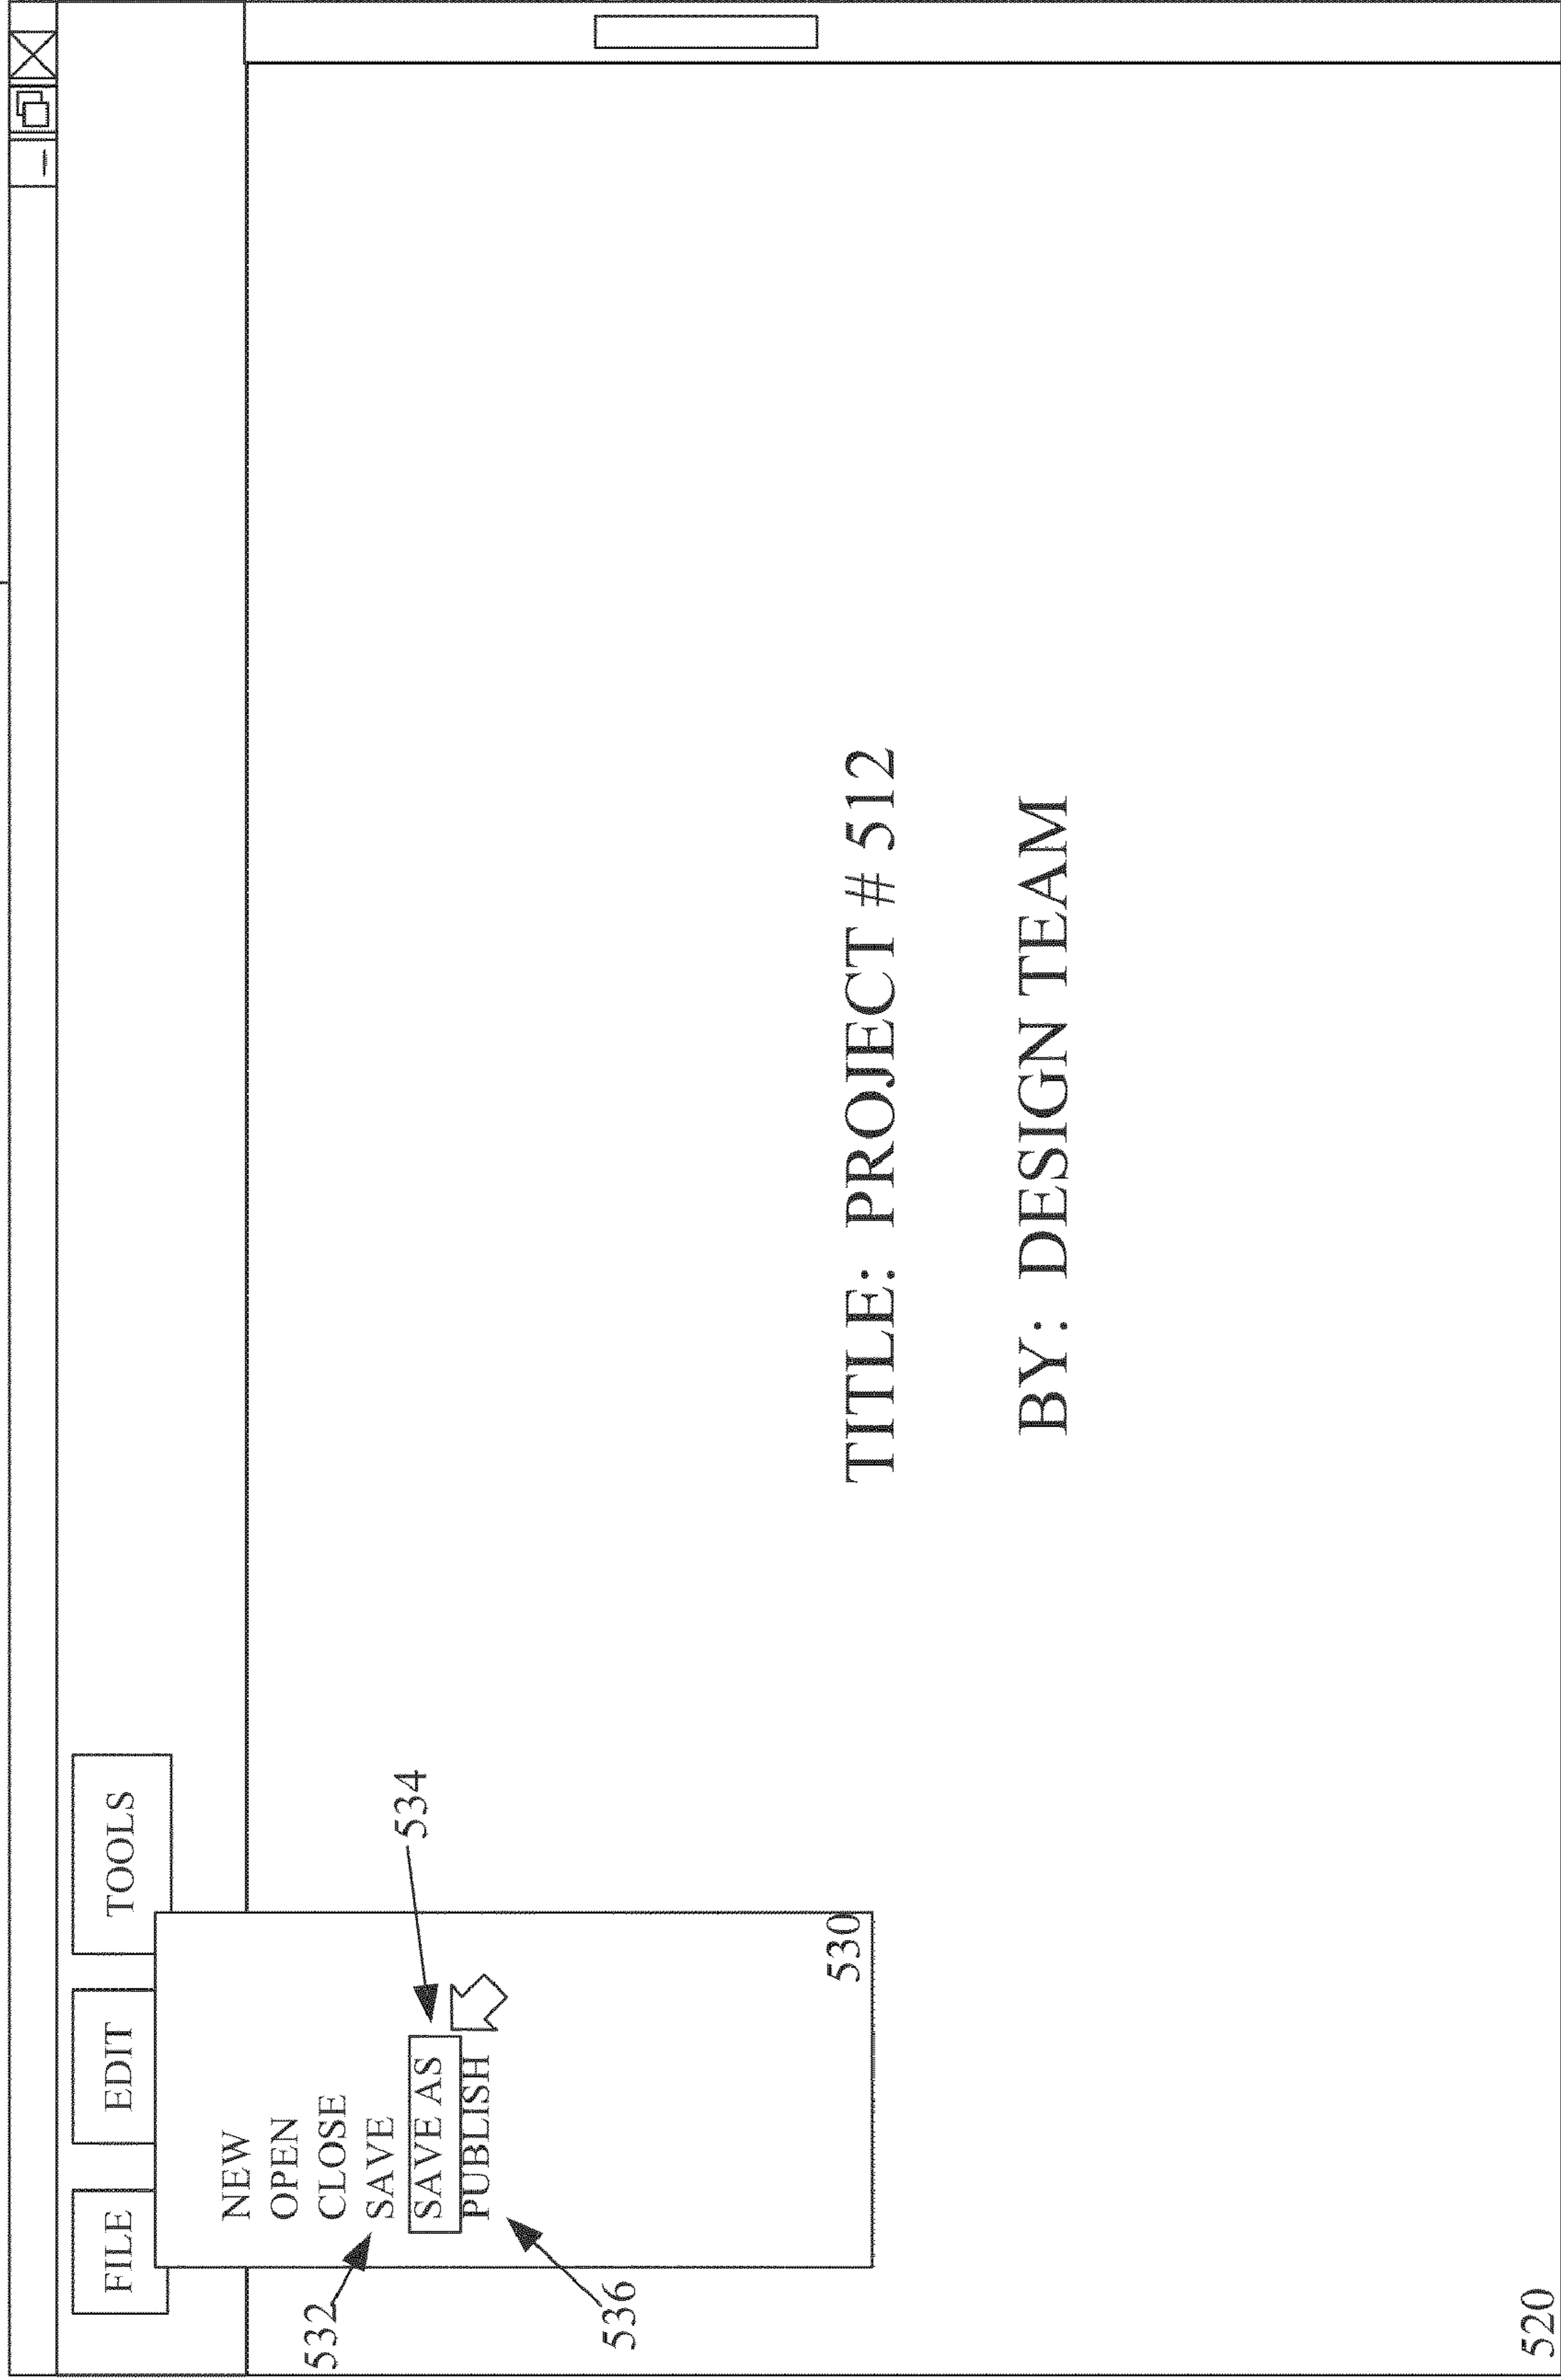 FILE
EDIT
TOOLS
NEW
OPEN
CLOSE
532
SAVE
534
SAVE AS
PUBLISH
536
530
TITLE: PROJECT # 512
BY: DESIGN TEAM
520